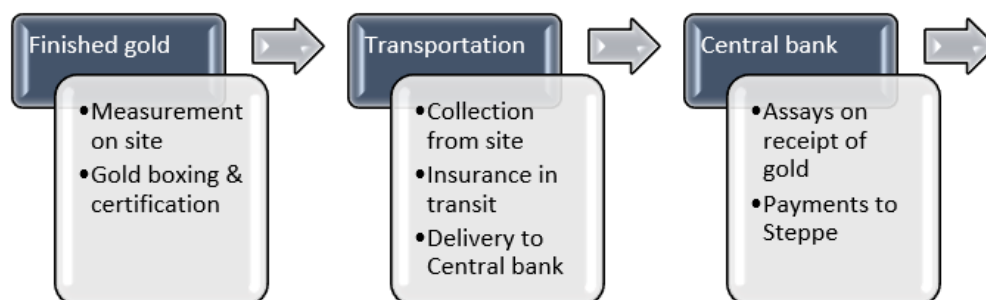 Finished gold
•Measurement
on site
•Gold boxing &
certification
Transportation
•Collection
from site
•Insurance in
transit
•Delivery to
Central bank
Central bank
•Assays on
receipt of
gold
•Payments to
Steppe